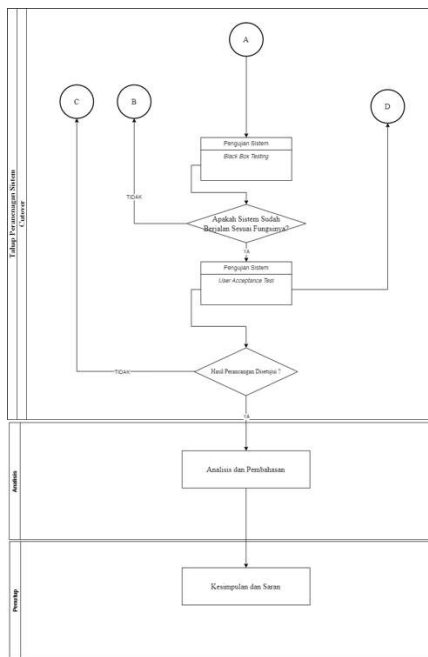 A
C
B
D
Pengujian Sistem
Black Box Testing
TIDAK
Apakah Sistem Sudah
Berjalan Sesuai Fungsinya?
YA
Pengujian Sistem
User Acceptance Test
Hasil Perancangan Disetujui ?
TIDAK
YA
Tahap Perancangan Sistem
Analisis
Analisis dan Pembahasan
Penutup
Kesimpulan dan Saran